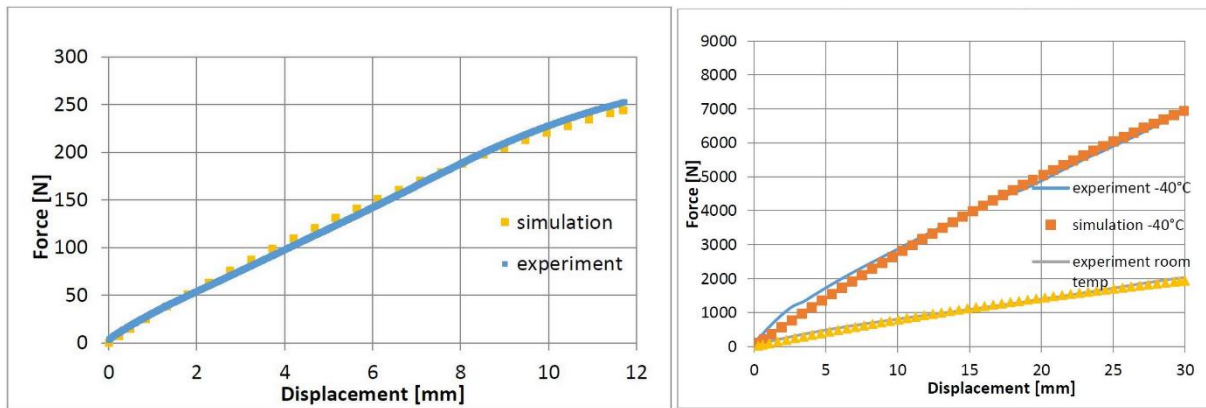 300
250
200
150
100
50
0
Force [N]
0 2 4 6 8 10 12
Displacement [mm]
simulation
experiment
9000
8000
7000
6000
5000
4000
3000
2000
1000
0
Force [N]
0 5 10 15 20 25 30
Displacement [mm]
experiment -40°C
simulation -40°C
experiment room
temp